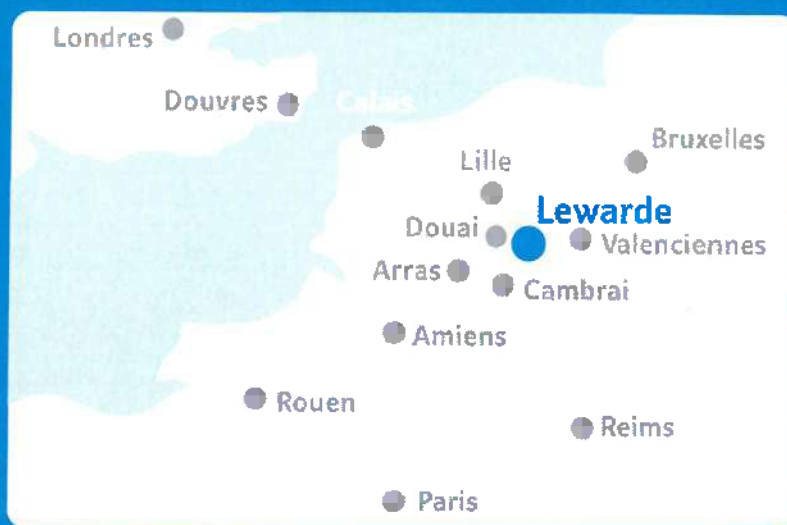 Londres
Douvres
Calais
Bruxelles
Lille
Lewarde
Douai
Valenciennes
Arras
Cambrai
Amiens
Rouen
Reims
Paris